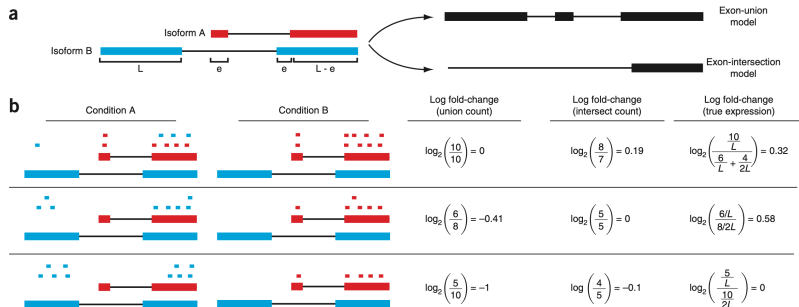 a
Isoform A
Isoform B
L
e
e
L - e
Exon-union model
Exon-intersection model
b
Condition A
Condition B
Log fold-change (union count)
Log fold-change (intersect count)
Log fold-change (true expression)
log2(10/10) = 0
log2(8/7) = 0.19
log2((10/L)/(6/L + 4/2L)) = 0.32
log2(6/8) = –0.41
log2(5/5) = 0
log2((6/L)/(8/2L)) = 0.58
log2(5/10) = –1
log2(4/5) = –0.1
log2((5/L)/(10/2L)) = 0